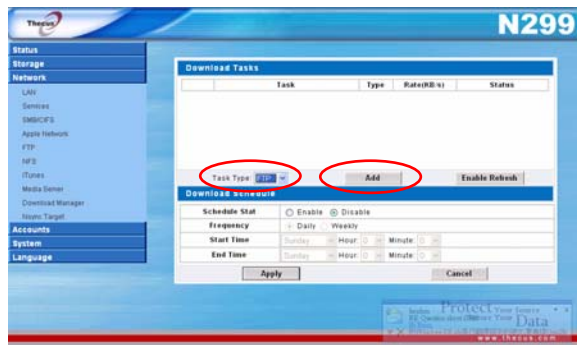 Thecus
N299
Status
Storage
Network
LAN
Services
SMB/CIFS
Apple Network
FTP
NFS
iTunes
Media Server
Download Manager
Nsync Target
Accounts
System
Language
Download Tasks
Task Type Rate(KB/s) Status
Task Type: FTP Add Enable Refresh
Download Schedule
Schedule Stat Enable Disable
Frequency Daily Weekly
Start Time Sunday Hour: 0 Minute: 0
End Time Sunday Hour: 0 Minute: 0
Apply Cancel
Protect Your
Your Data
www.thecus.com